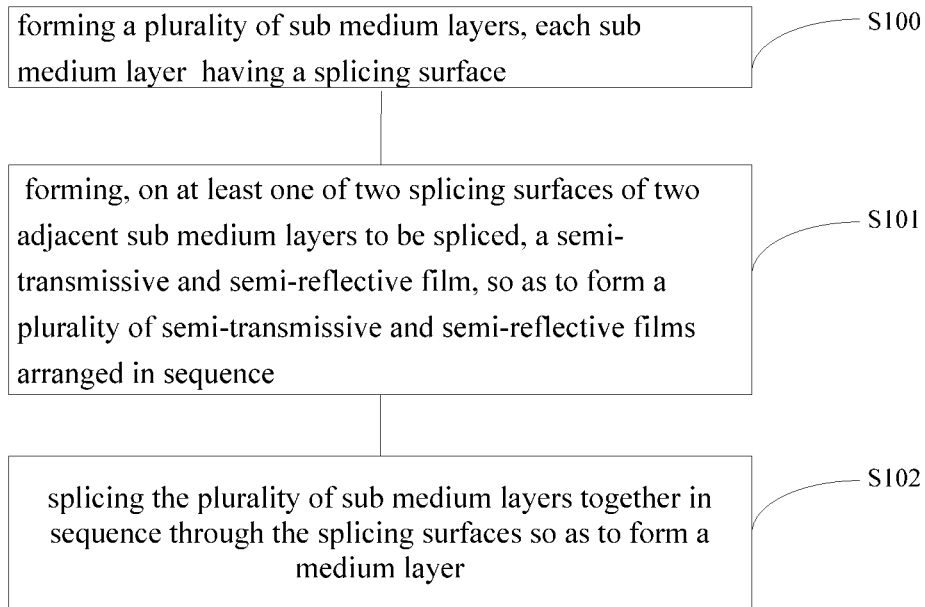 forming a plurality of sub medium layers, each sub
medium layer having a splicing surface
S100
forming, on at least one of two splicing surfaces of two
adjacent sub medium layers to be spliced, a semi-
transmissive and semi-reflective film, so as to form a
plurality of semi-transmissive and semi-reflective films
arranged in sequence
S101
splicing the plurality of sub medium layers together in
sequence through the splicing surfaces so as to form a
medium layer
S102